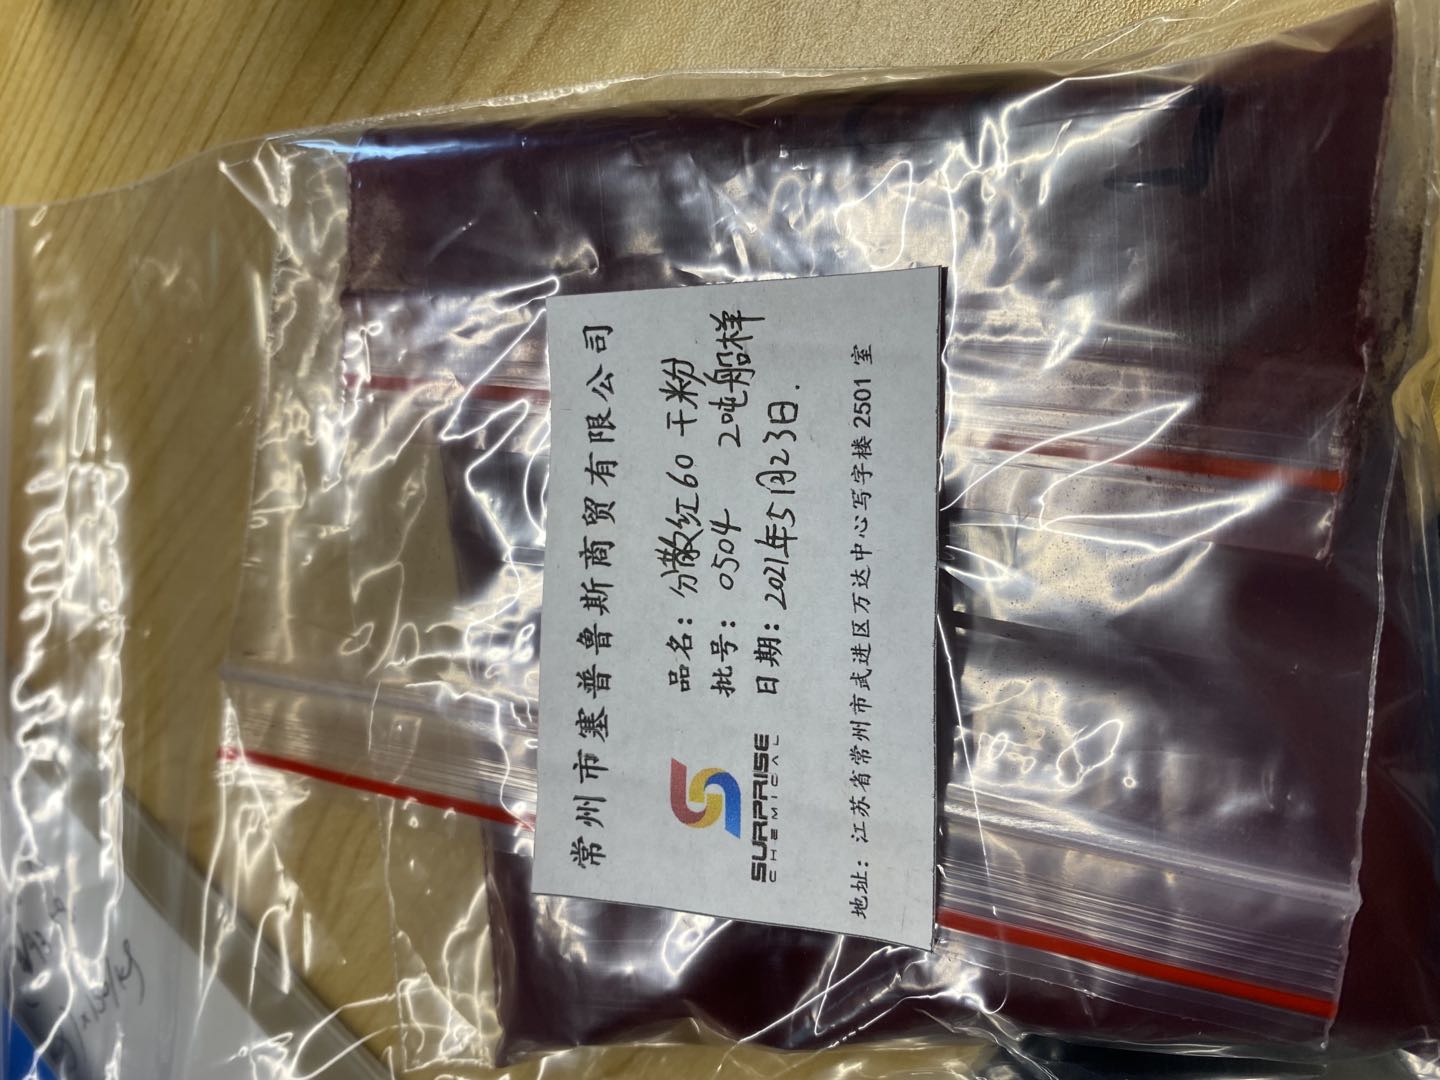 常州市塞普鲁斯商贸有限公司
SURPRISE
CHEMICAL
品名：分散红60 干粉
批号：0504 2吨船样
日期：2021年5月23日.
地址：江苏省常州市武进区万达中心写字楼 2501 室